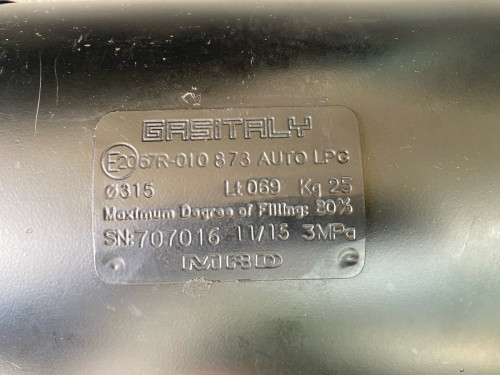 GASITALY
E20 67R-010 873 AUTO LPG
Ø315 Lt 069 Kg 25
Maximum Degree of Filling: 80%
SN:707016 11/15 3MPa
MRD